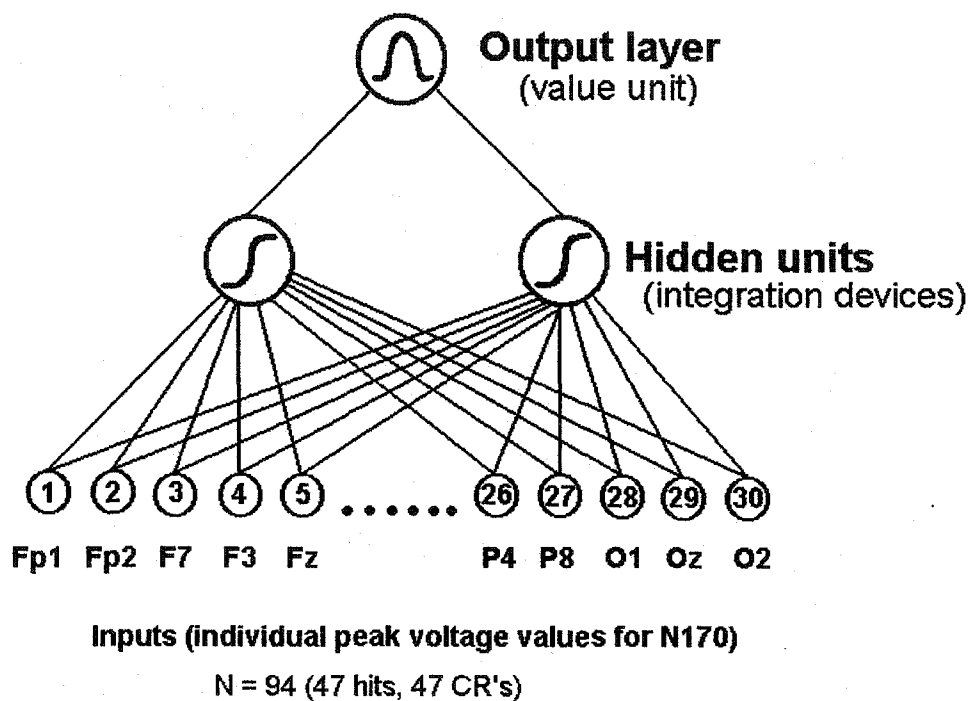 Output layer
(value unit)
Hidden units
(integration devices)
1 2 3 4 5 ...... 26 27 28 29 30
Fp1 Fp2 F7 F3 Fz P4 P8 O1 Oz O2
Inputs (individual peak voltage values for N170)
N = 94 (47 hits, 47 CR's)